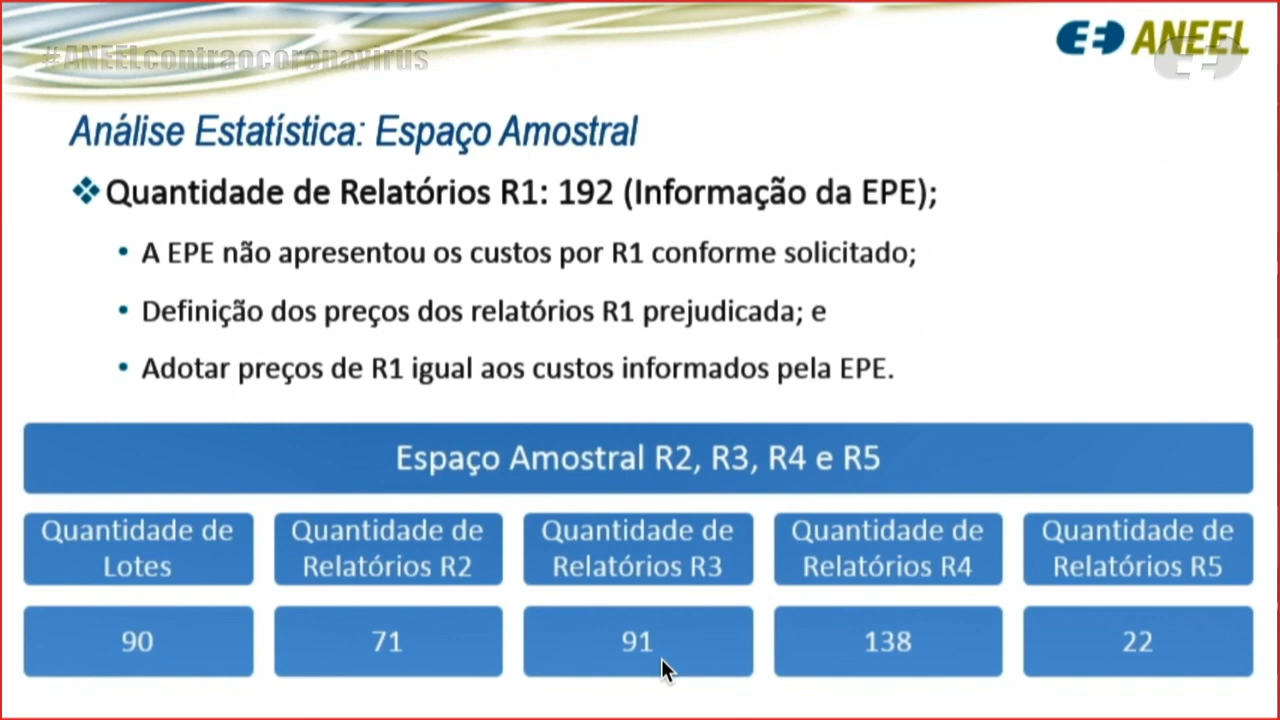 #ANEELcontraocoronavirus
ANEEL
Análise Estatística: Espaço Amostral
Quantidade de Relatórios R1: 192 (Informação da EPE);
• A EPE não apresentou os custos por R1 conforme solicitado;
• Definição dos preços dos relatórios R1 prejudicada; e
• Adotar preços de R1 igual aos custos informados pela EPE.
Espaço Amostral R2, R3, R4 e R5
Quantidade de Lotes
Quantidade de Relatórios R2
Quantidade de Relatórios R3
Quantidade de Relatórios R4
Quantidade de Relatórios R5
90
71
91
138
22